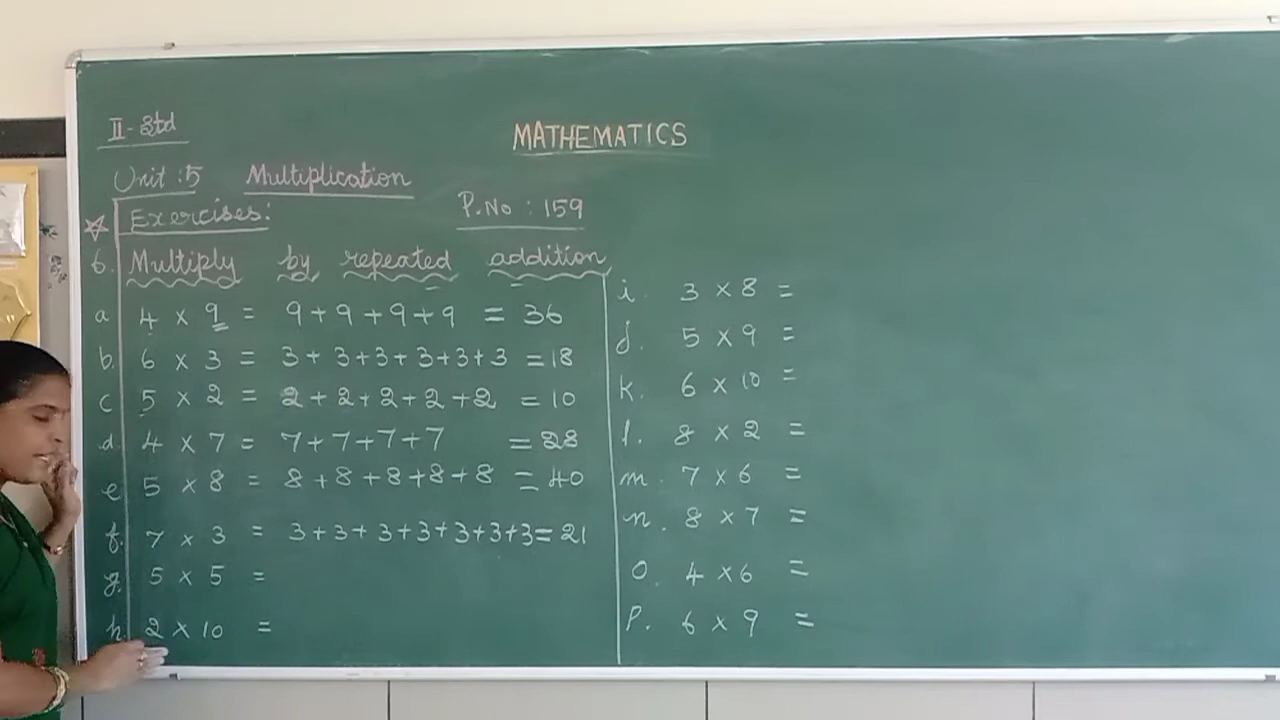 II - Std
MATHEMATICS
Unit : 5 Multiplication
Exercises: P.No : 159
6. Multiply by repeated addition
a 4 × 9 = 9 + 9 + 9 + 9 = 36
b. 6 × 3 = 3 + 3 + 3 + 3 + 3 + 3 = 18
c 5 × 2 = 2 + 2 + 2 + 2 + 2 = 10
d. 4 × 7 = 7 + 7 + 7 + 7 = 28
e 5 × 8 = 8 + 8 + 8 + 8 + 8 = 40
f. 7 × 3 = 3 + 3 + 3 + 3 + 3 + 3 + 3 = 21
g. 5 × 5 =
h. 2 × 10 =
i. 3 × 8 =
j. 5 × 9 =
K. 6 × 10 =
l. 8 × 2 =
m. 7 × 6 =
n. 8 × 7 =
o. 4 × 6 =
P. 6 × 9 =